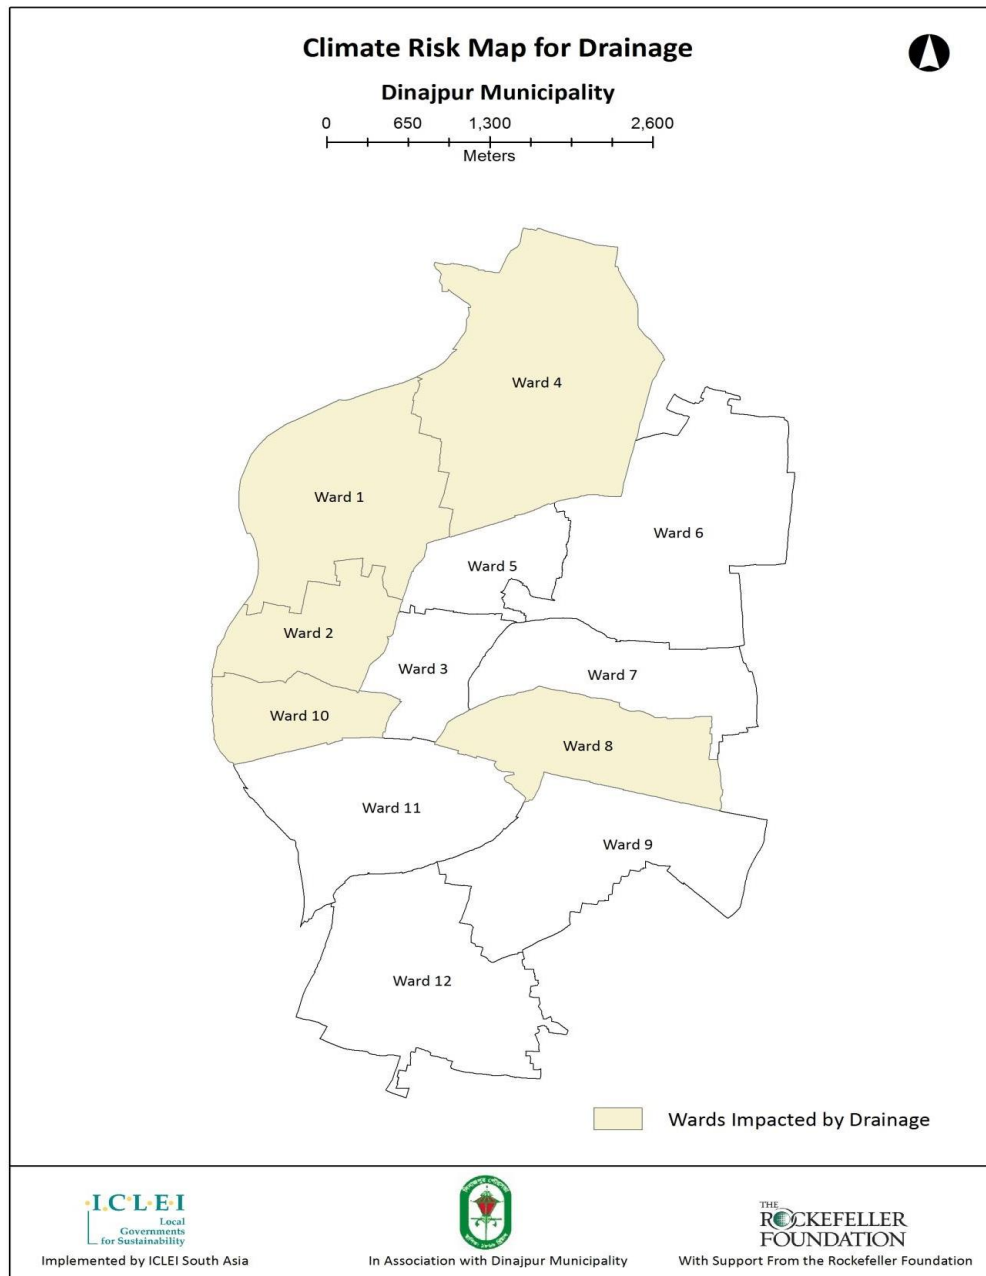 Climate Risk Map for Drainage
Dinajpur Municipality
0 650 1,300 2,600
Meters
Ward 4
Ward 1
Ward 6
Ward 5
Ward 2
Ward 3
Ward 7
Ward 10
Ward 8
Ward 11
Ward 9
Ward 12
Wards Impacted by Drainage
I.C.L.E.I
Local
Governments
for Sustainability
Implemented by ICLEI South Asia
দিনাজপুর পৌরসভা
In Association with Dinajpur Municipality
THE
ROCKEFELLER
FOUNDATION
With Support From the Rockefeller Foundation